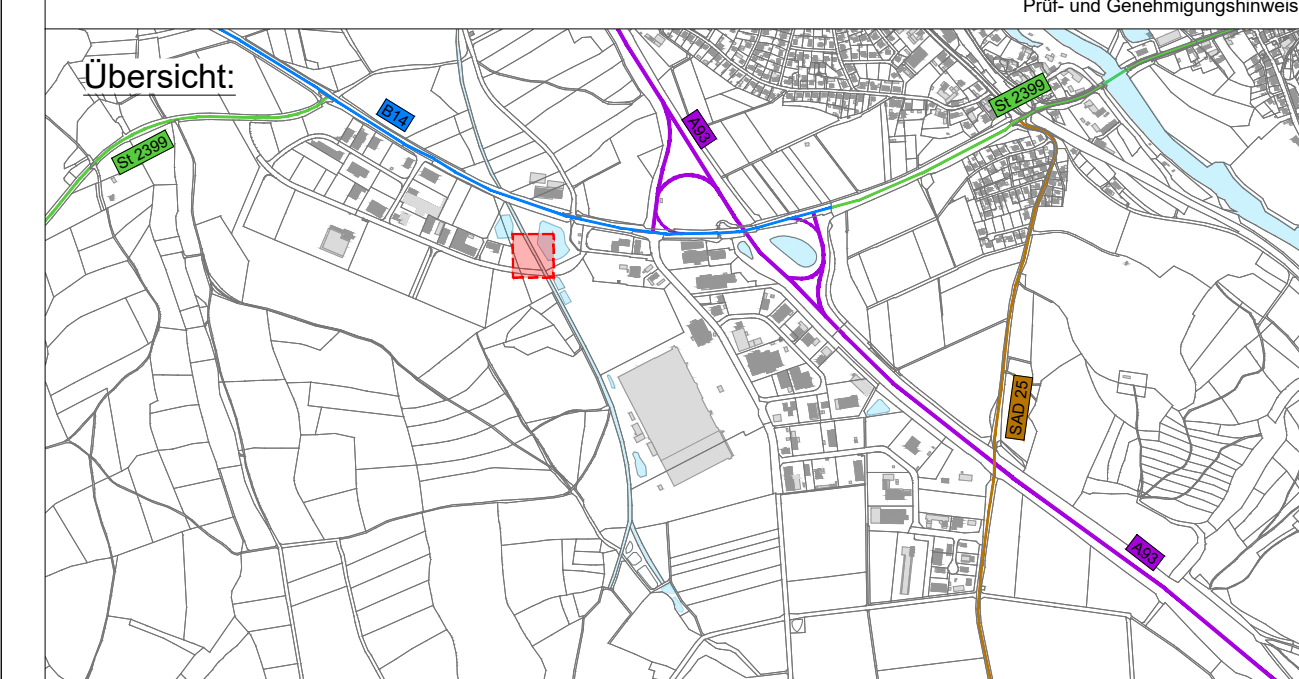 Prüf- und Genehmigungshinweis
Übersicht:
B14
A93
St 2399
St 2399
SAD 25
A93